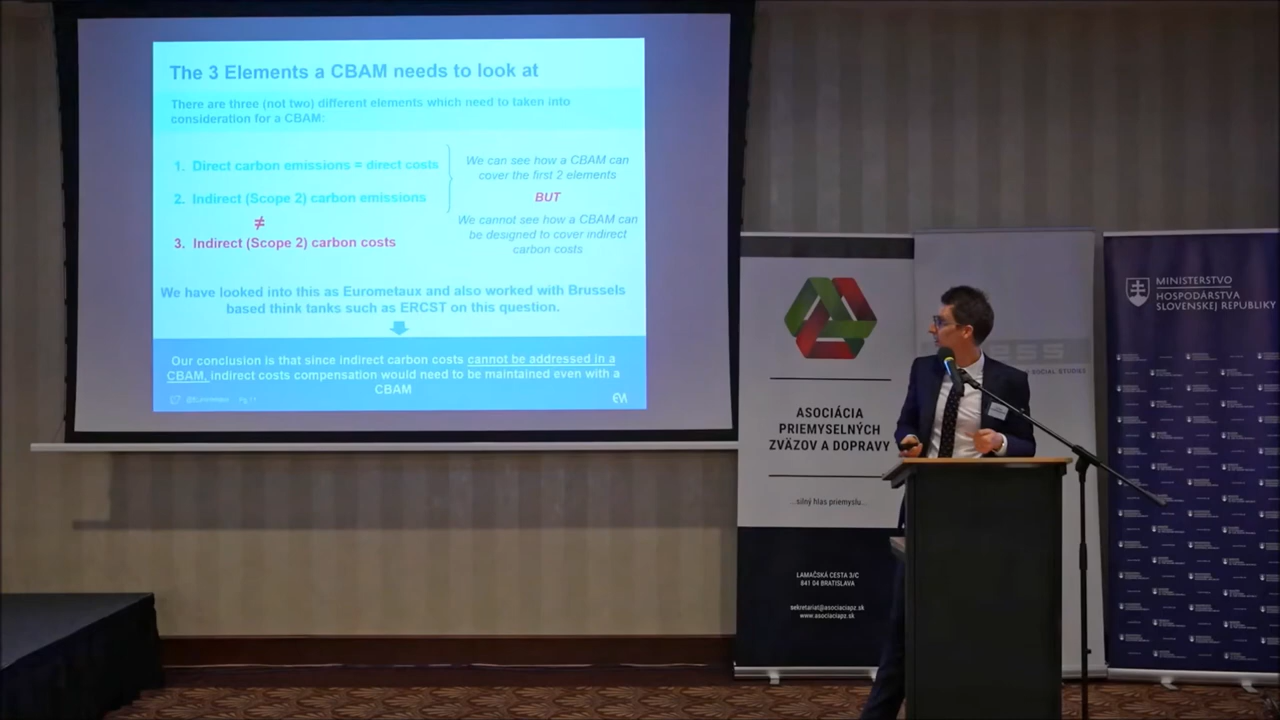 The 3 Elements a CBAM needs to look at
There are three (not two) different elements which need to taken into
consideration for a CBAM:
1. Direct carbon emissions = direct costs
2. Indirect (Scope 2) carbon emissions
≠
3. Indirect (Scope 2) carbon costs
We can see how a CBAM can
cover the first 2 elements
BUT
We cannot see how a CBAM can
be designed to cover indirect
carbon costs
We have looked into this as Eurometaux and also worked with Brussels
based think tanks such as ERCST on this question.
Our conclusion is that since indirect carbon costs cannot be addressed in a
CBAM, indirect costs compensation would need to be maintained even with a
CBAM
ASOCIÁCIA
PRIEMYSELNÝCH
ZVÄZOV A DOPRAVY
...silný hlas priemyslu...
LAMAČSKÁ CESTA 3/C
841 04 BRATISLAVA
sekretariat@asociaciapz.sk
www.asociaciapz.sk
SOCIAL STUDIES
MINISTERSTVO
HOSPODÁRSTVA
SLOVENSKEJ REPUBLIKY